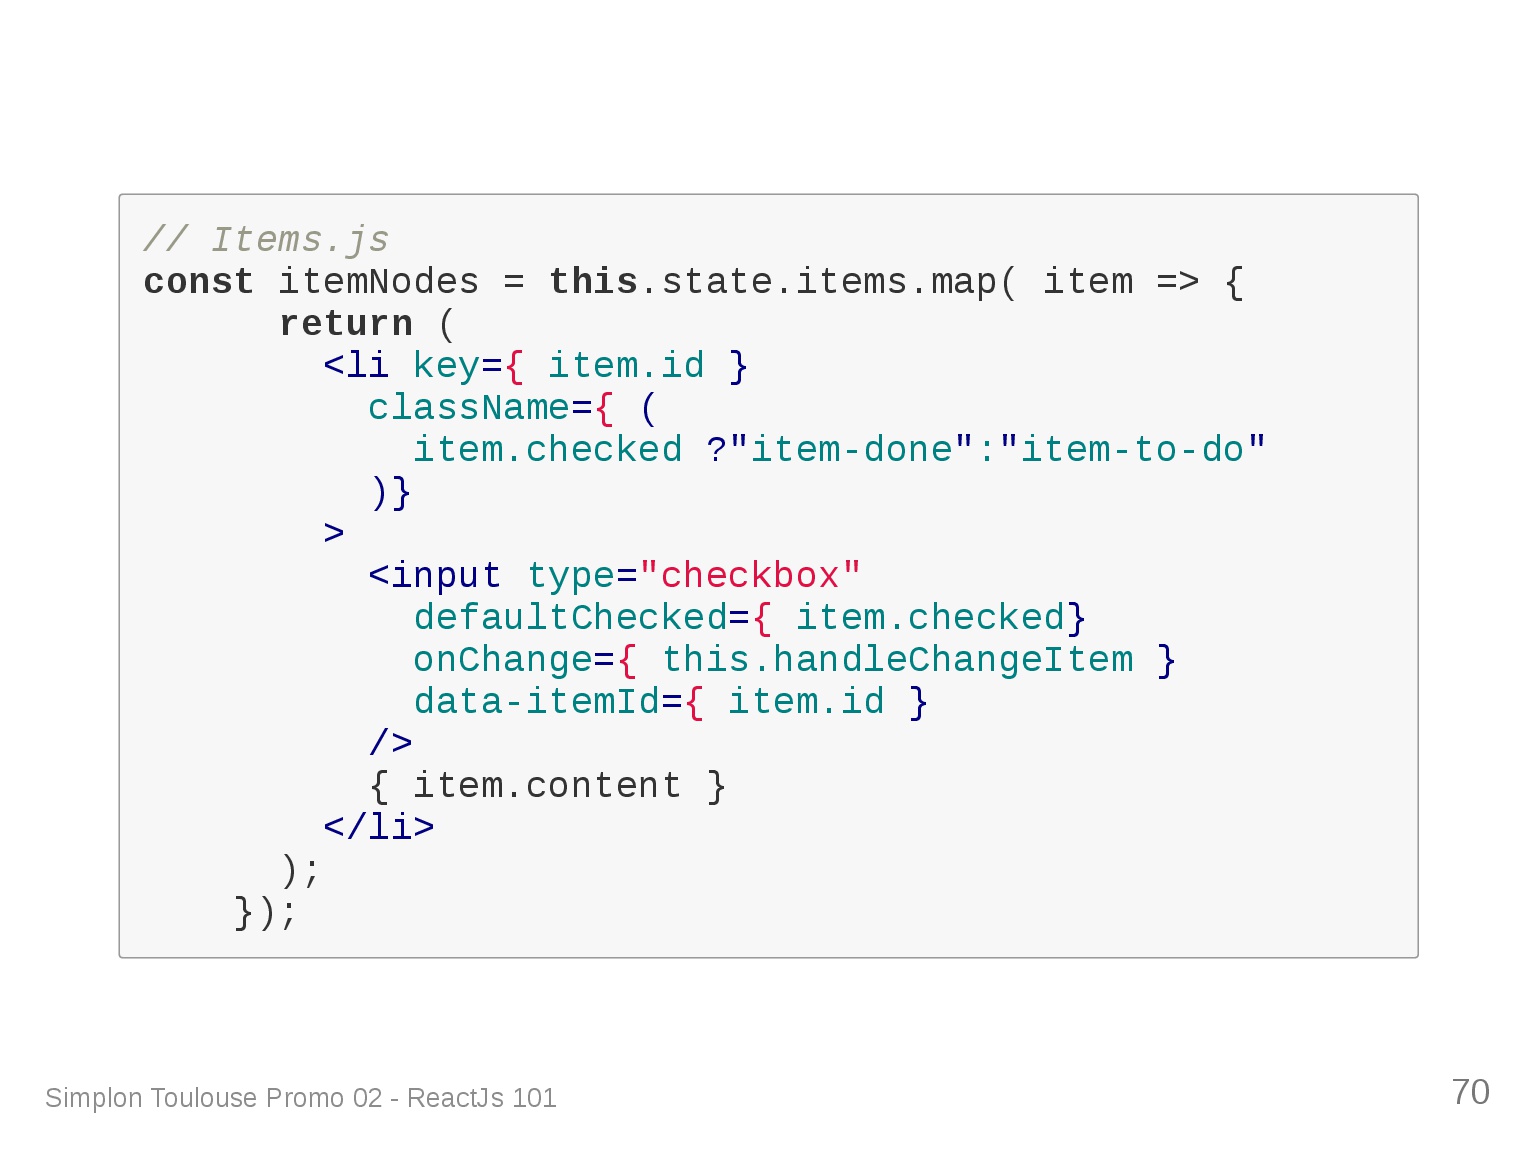 // Items.js
const itemNodes = this.state.items.map( item => {
return (
<li key={ item.id }
className={ (
item.checked ?"item-done":"item-to-do"
)}
>
<input type="checkbox"
defaultChecked={ item.checked}
onChange={ this.handleChangeItem }
data-itemId={ item.id }
/>
{ item.content }
</li>
);
});
Simplon Toulouse Promo 02 - ReactJs 101
70